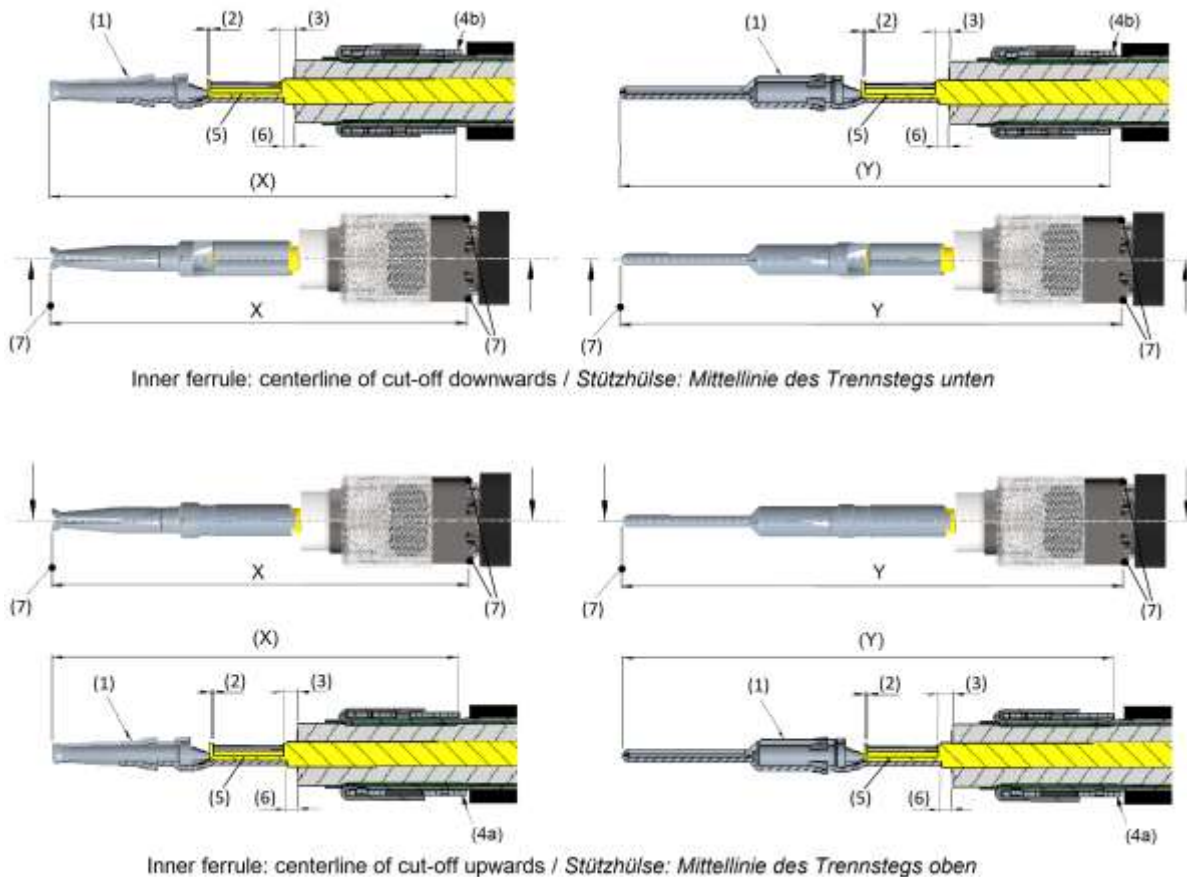 (1) (2) (3) (4b) (1) (2) (3) (4b)
(5) (6) (5) (6)
(X) (Y)
X Y
(7) (7) (7) (7)
Inner ferrule: centerline of cut-off downwards / Stützhülse: Mittellinie des Trennstegs unten
X Y
(7) (7) (7) (7)
(X) (Y)
(1) (2) (3) (1) (2) (3)
(5) (6) (4a) (5) (6) (4a)
Inner ferrule: centerline of cut-off upwards / Stützhülse: Mittellinie des Trennstegs oben